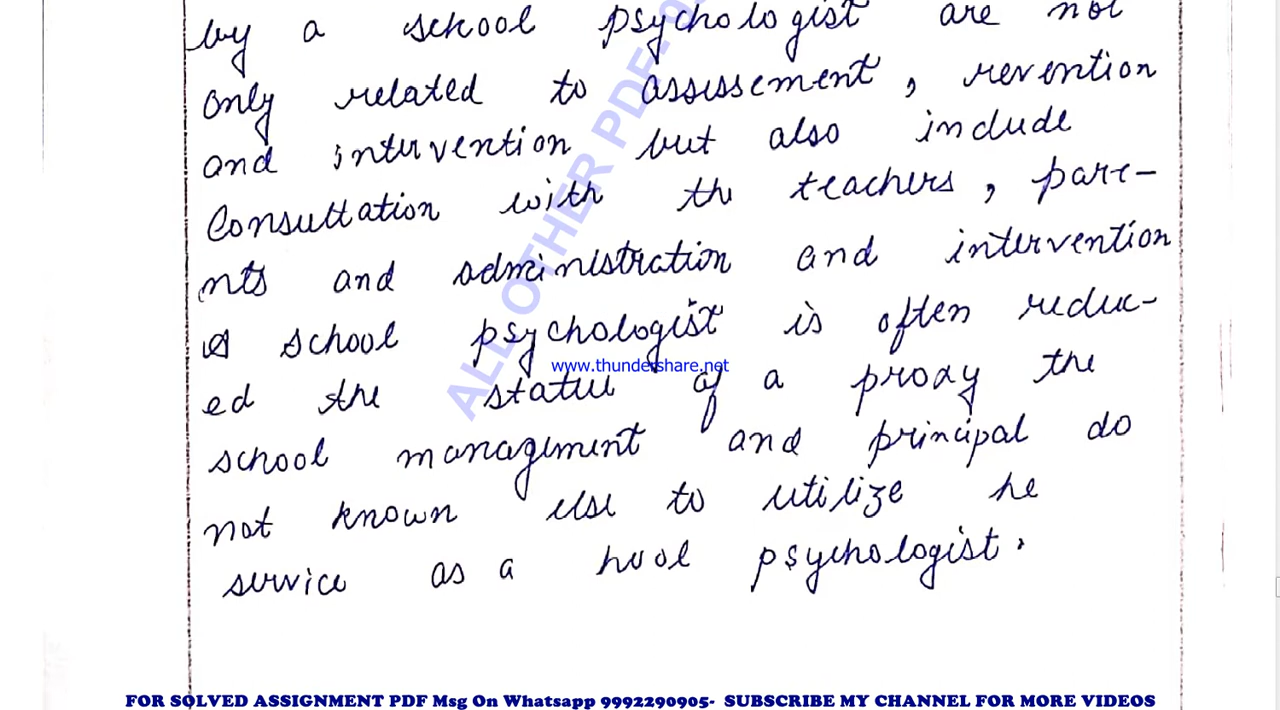 by a school psychologist are not
only related to assessment, revention
and intervention but also include
Consultation with the teachers, pare-
nts and administration and intervention
school psychologist is often reduc-
ed the status of a proxy the
school management and principal do
not known else to utilize he
service as a hool psychologist.
ALL OTHER PDF.
www.thundershare.net
FOR SOLVED ASSIGNMENT PDF Msg On Whatsapp 9992290905- SUBSCRIBE MY CHANNEL FOR MORE VIDEOS